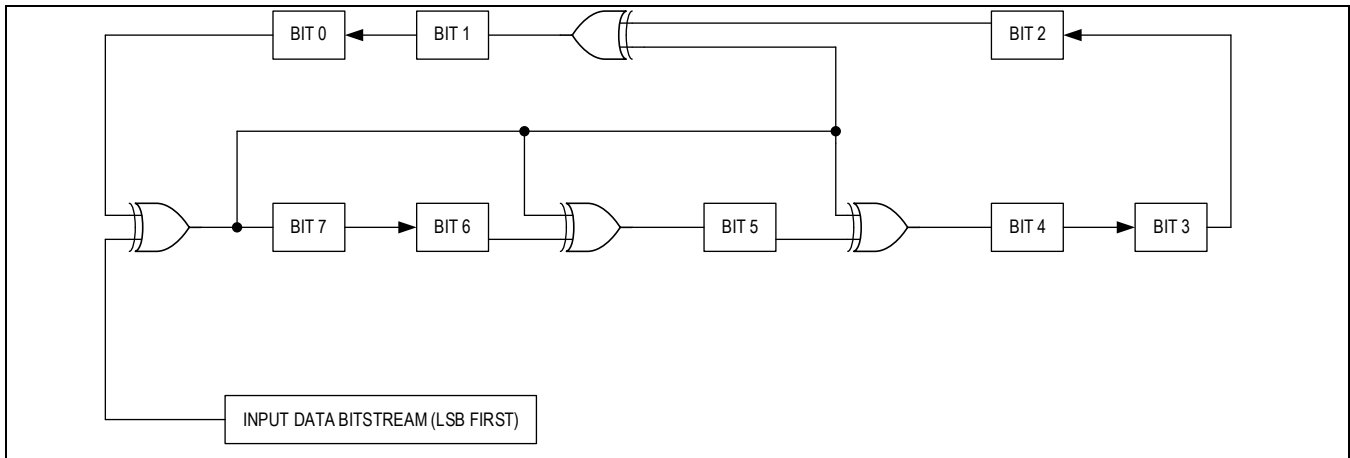 BIT 0
BIT 1
BIT 2
BIT 7
BIT 6
BIT 5
BIT 4
BIT 3
INPUT DATA BITSTREAM (LSB FIRST)